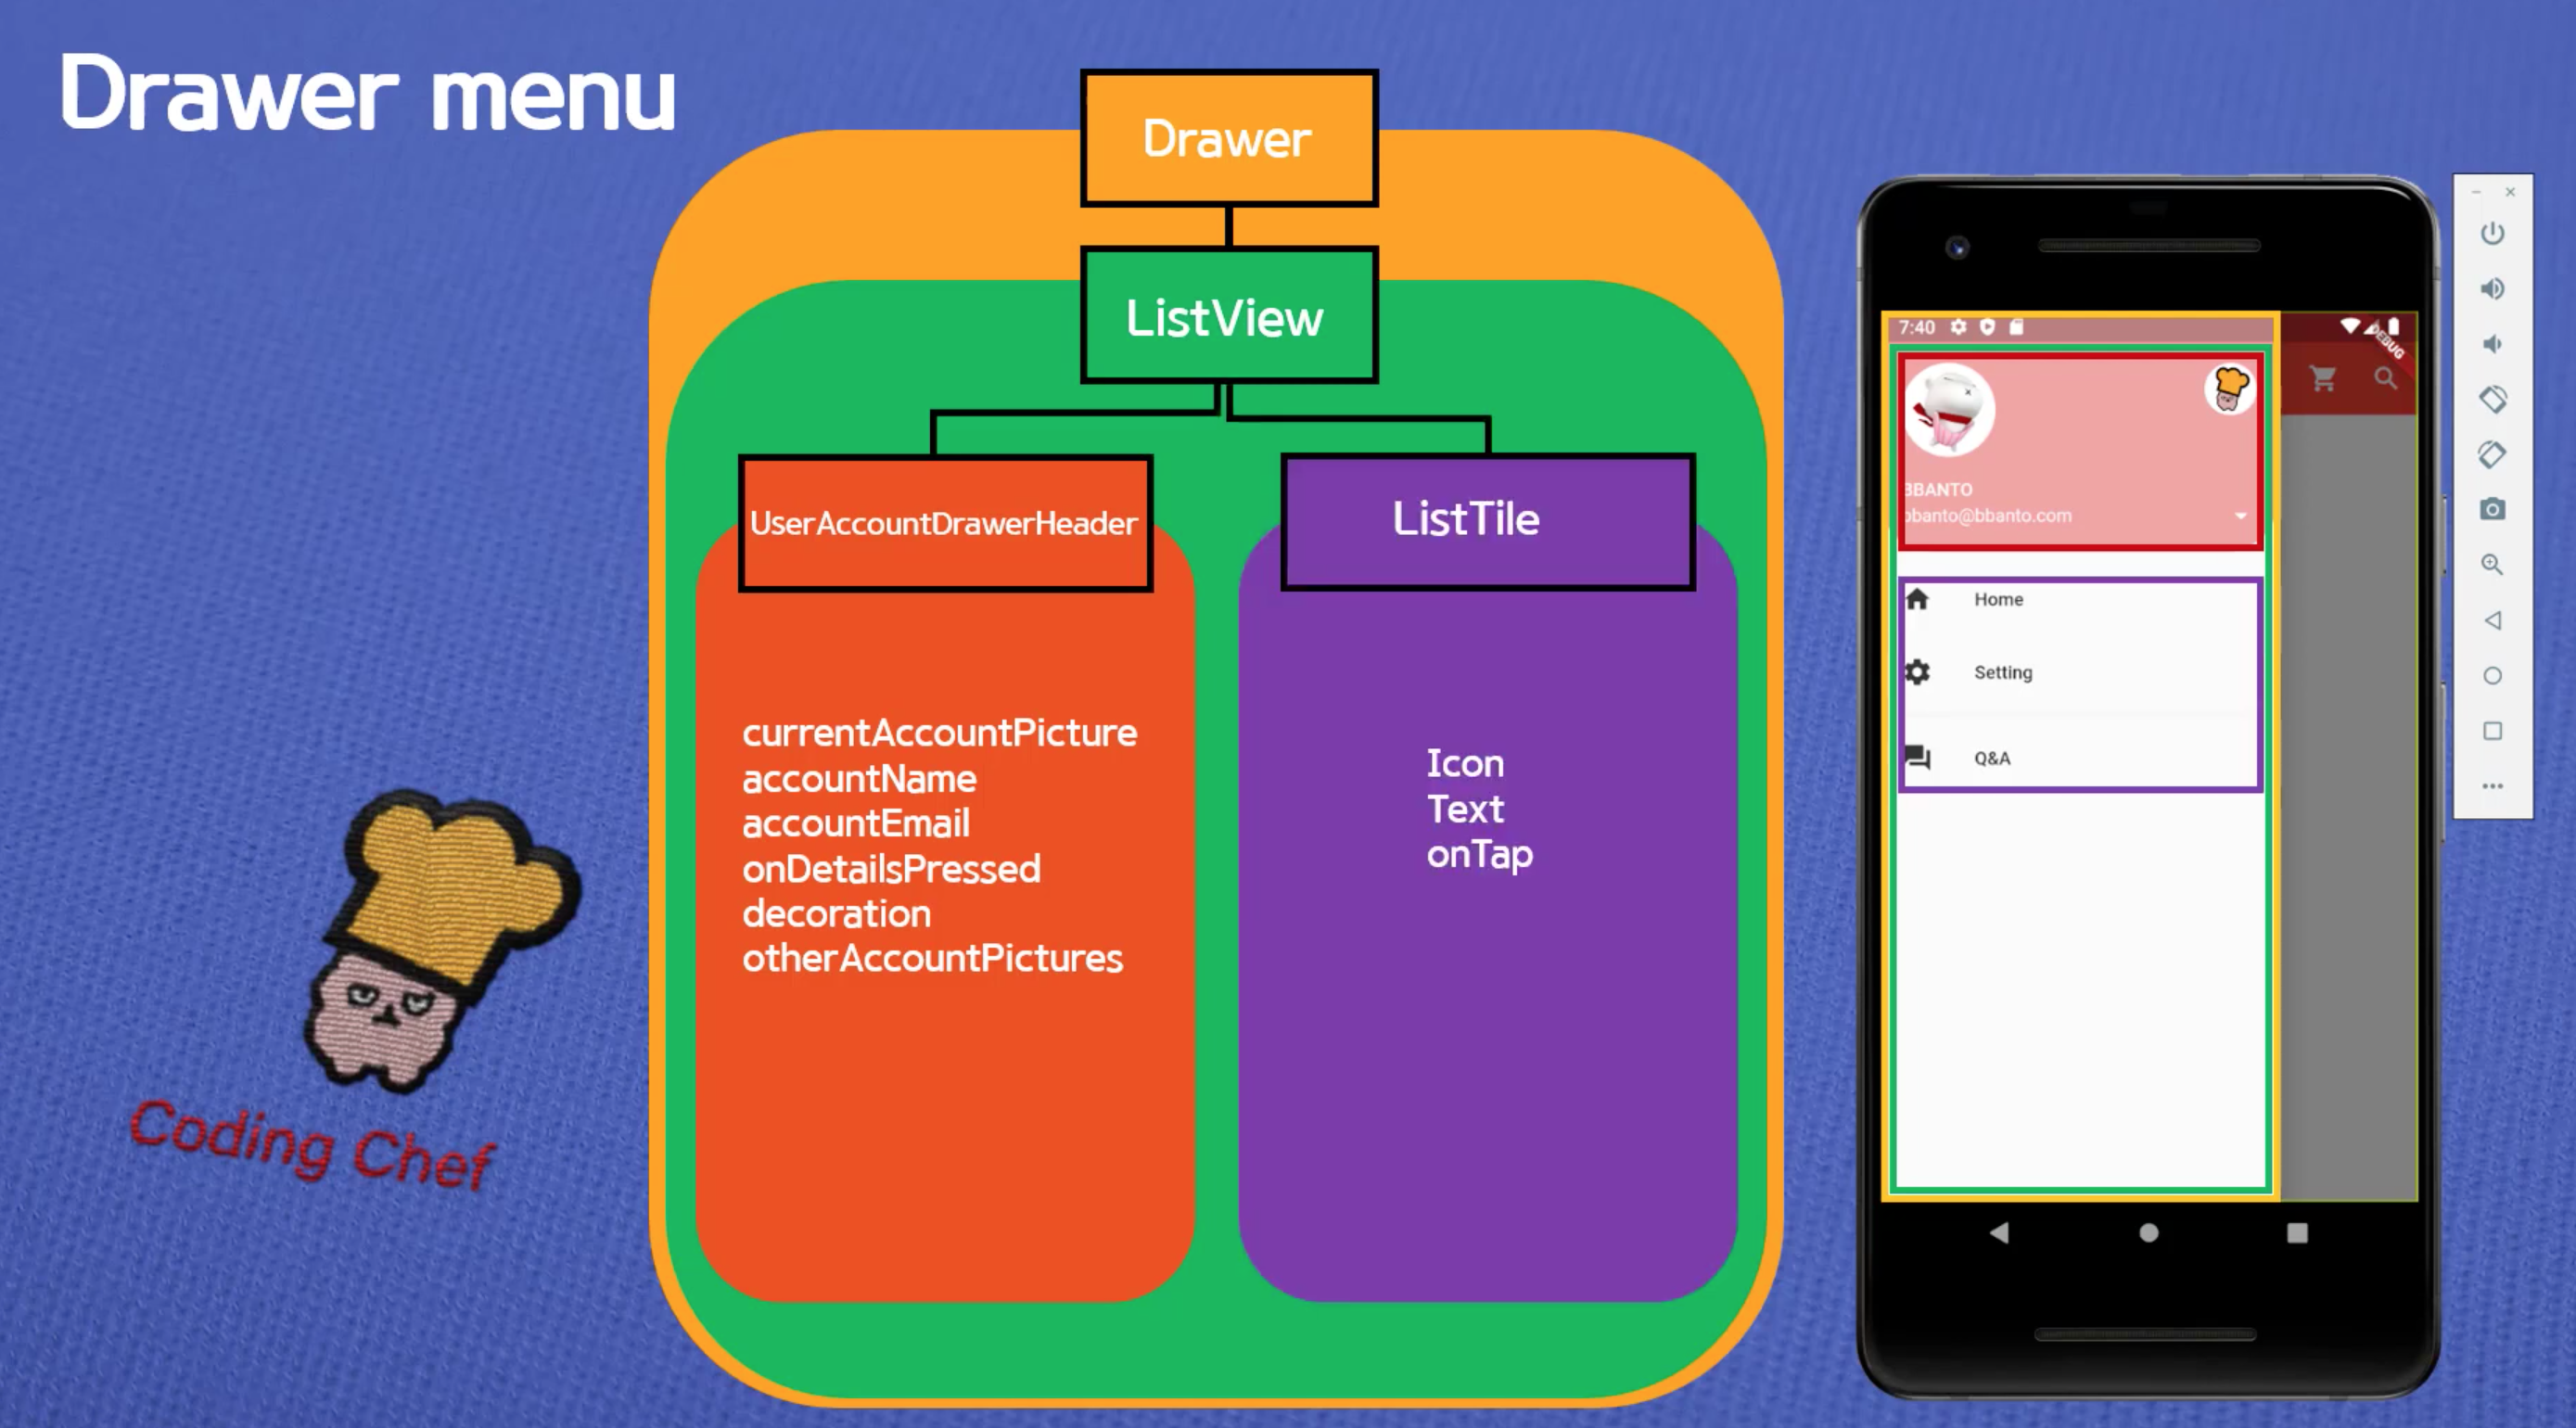 Drawer menu
Drawer
ListView
UserAccountDrawerHeader
ListTile
currentAccountPicture
accountName
accountEmail
onDetailsPressed
decoration
otherAccountPictures
Icon
Text
onTap
Coding Chef
7:40
DEBUG
BBANTO
bbanto@bbanto.com
Home
Setting
Q&A